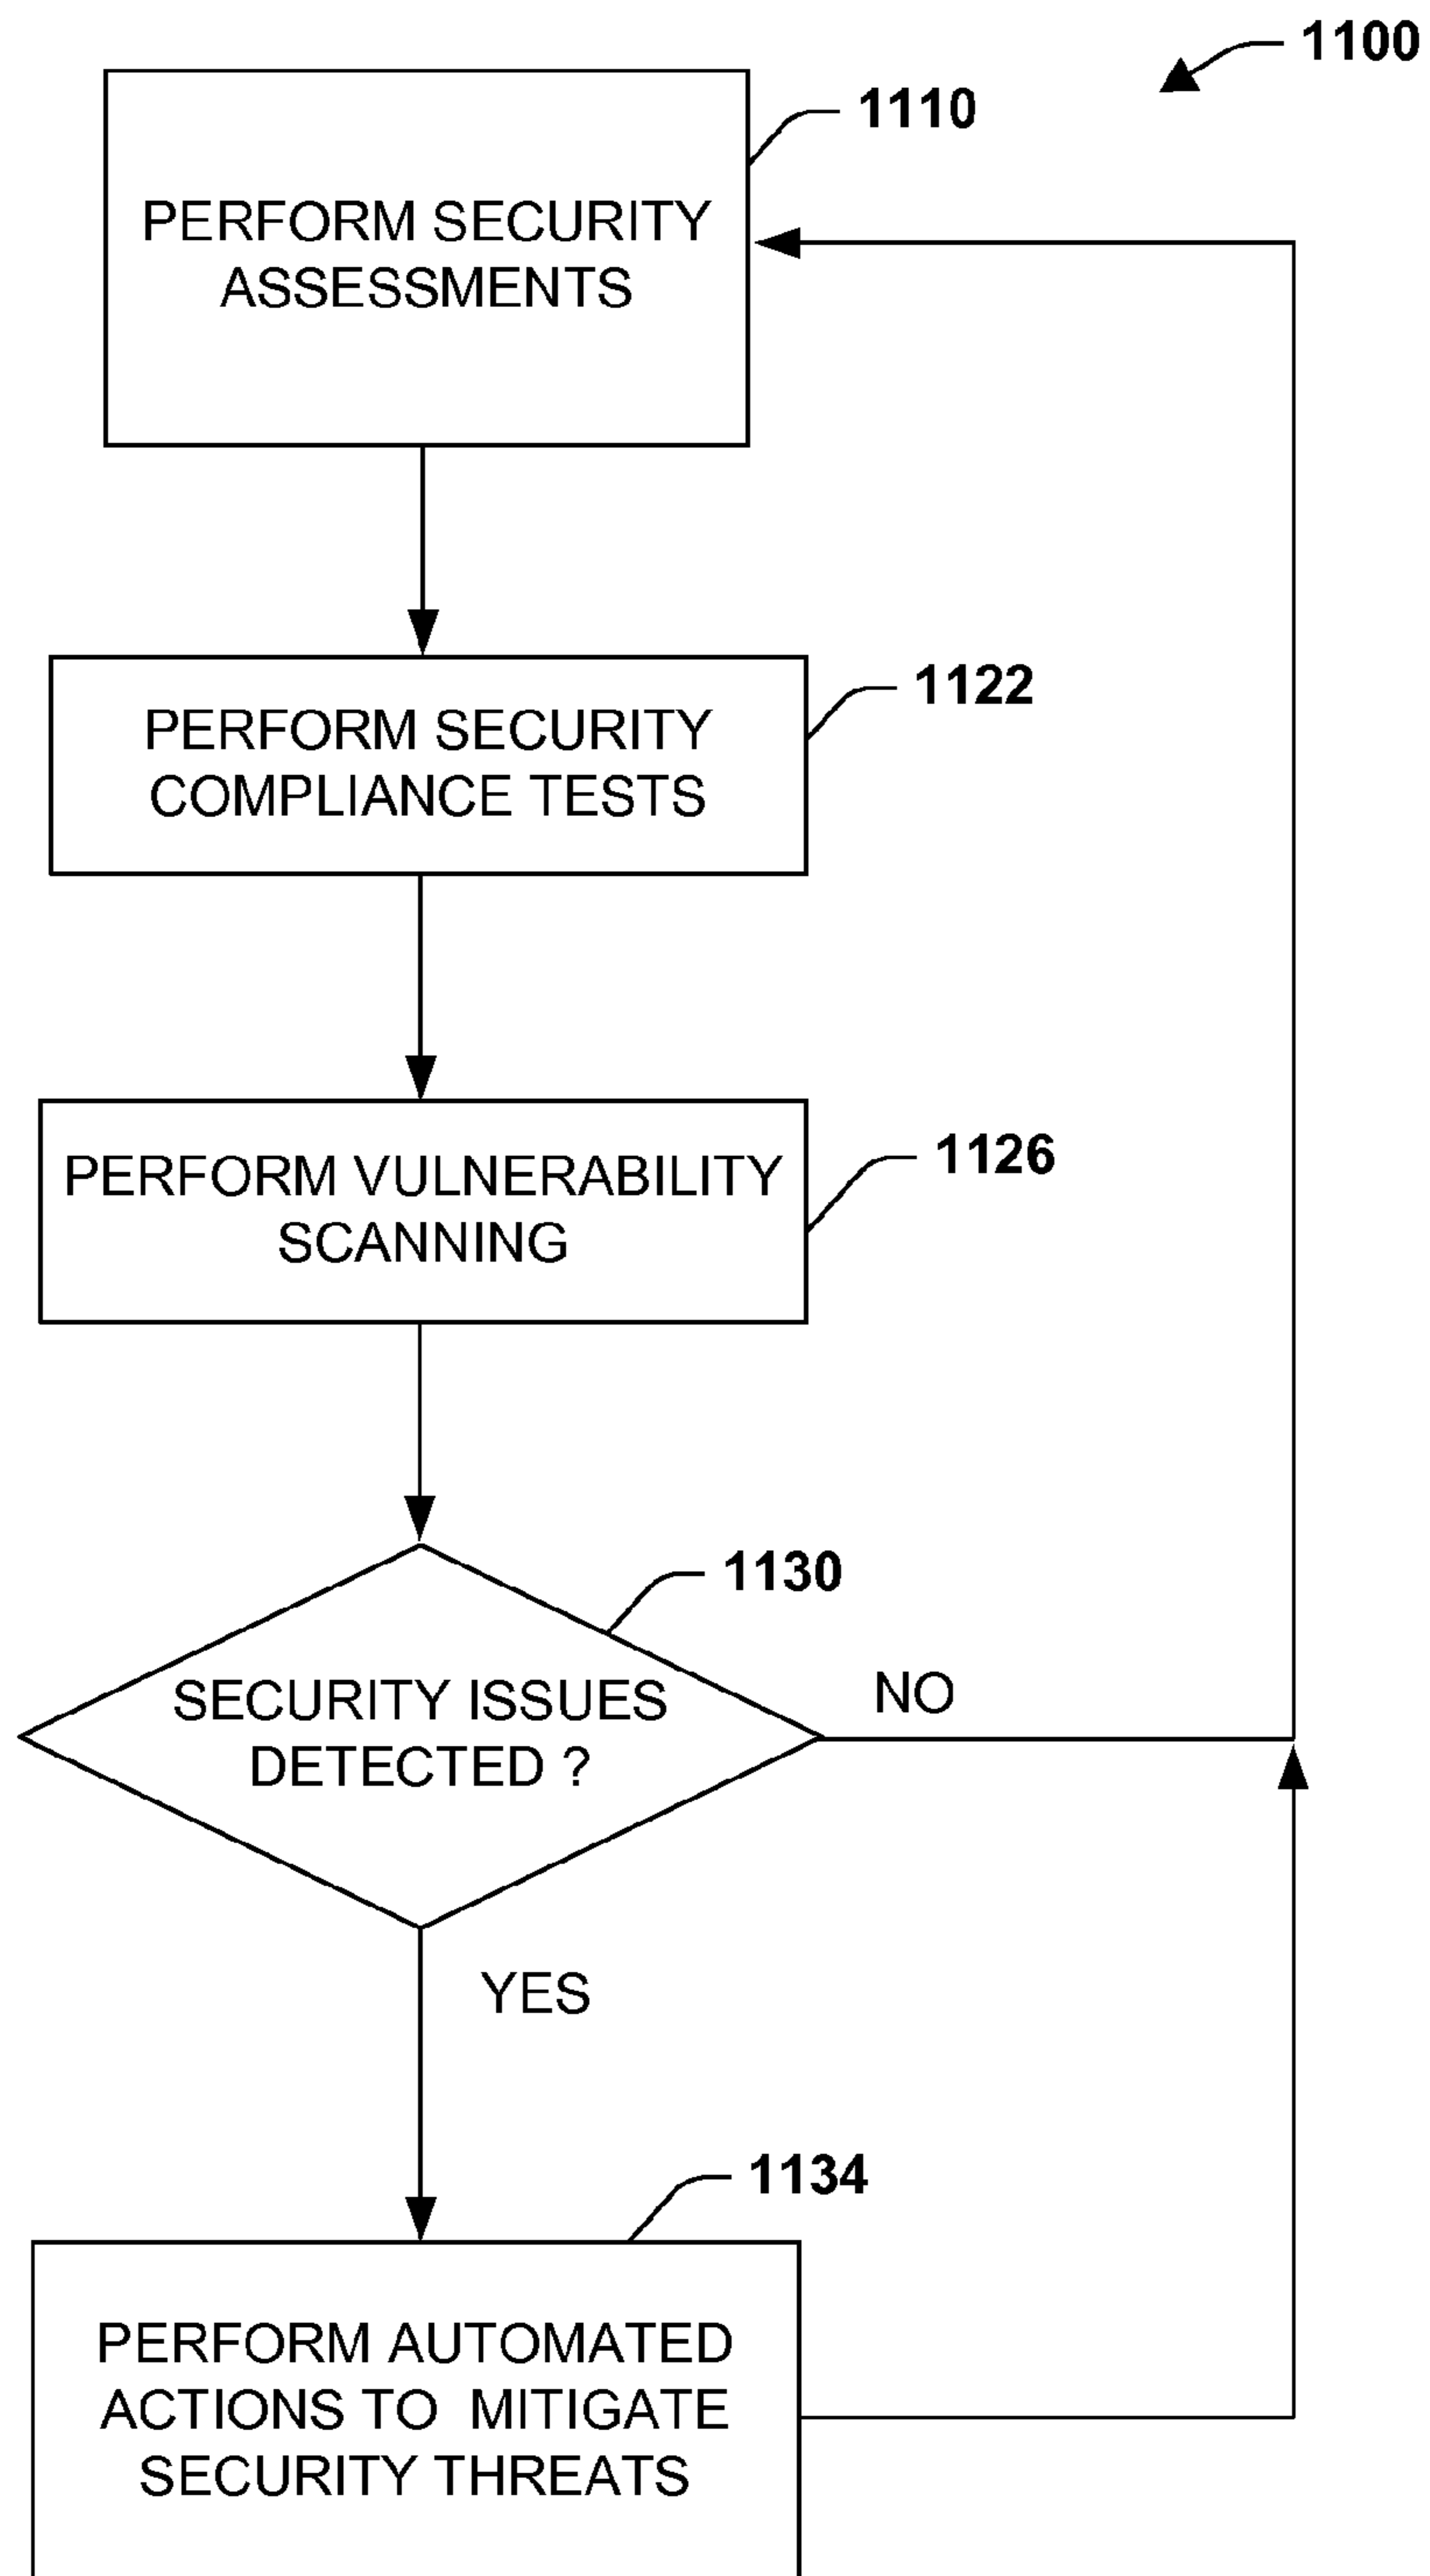 1100
1110
PERFORM SECURITY
ASSESSMENTS
1122
PERFORM SECURITY
COMPLIANCE TESTS
1126
PERFORM VULNERABILITY
SCANNING
1130
SECURITY ISSUES
DETECTED ?
NO
YES
1134
PERFORM AUTOMATED
ACTIONS TO MITIGATE
SECURITY THREATS